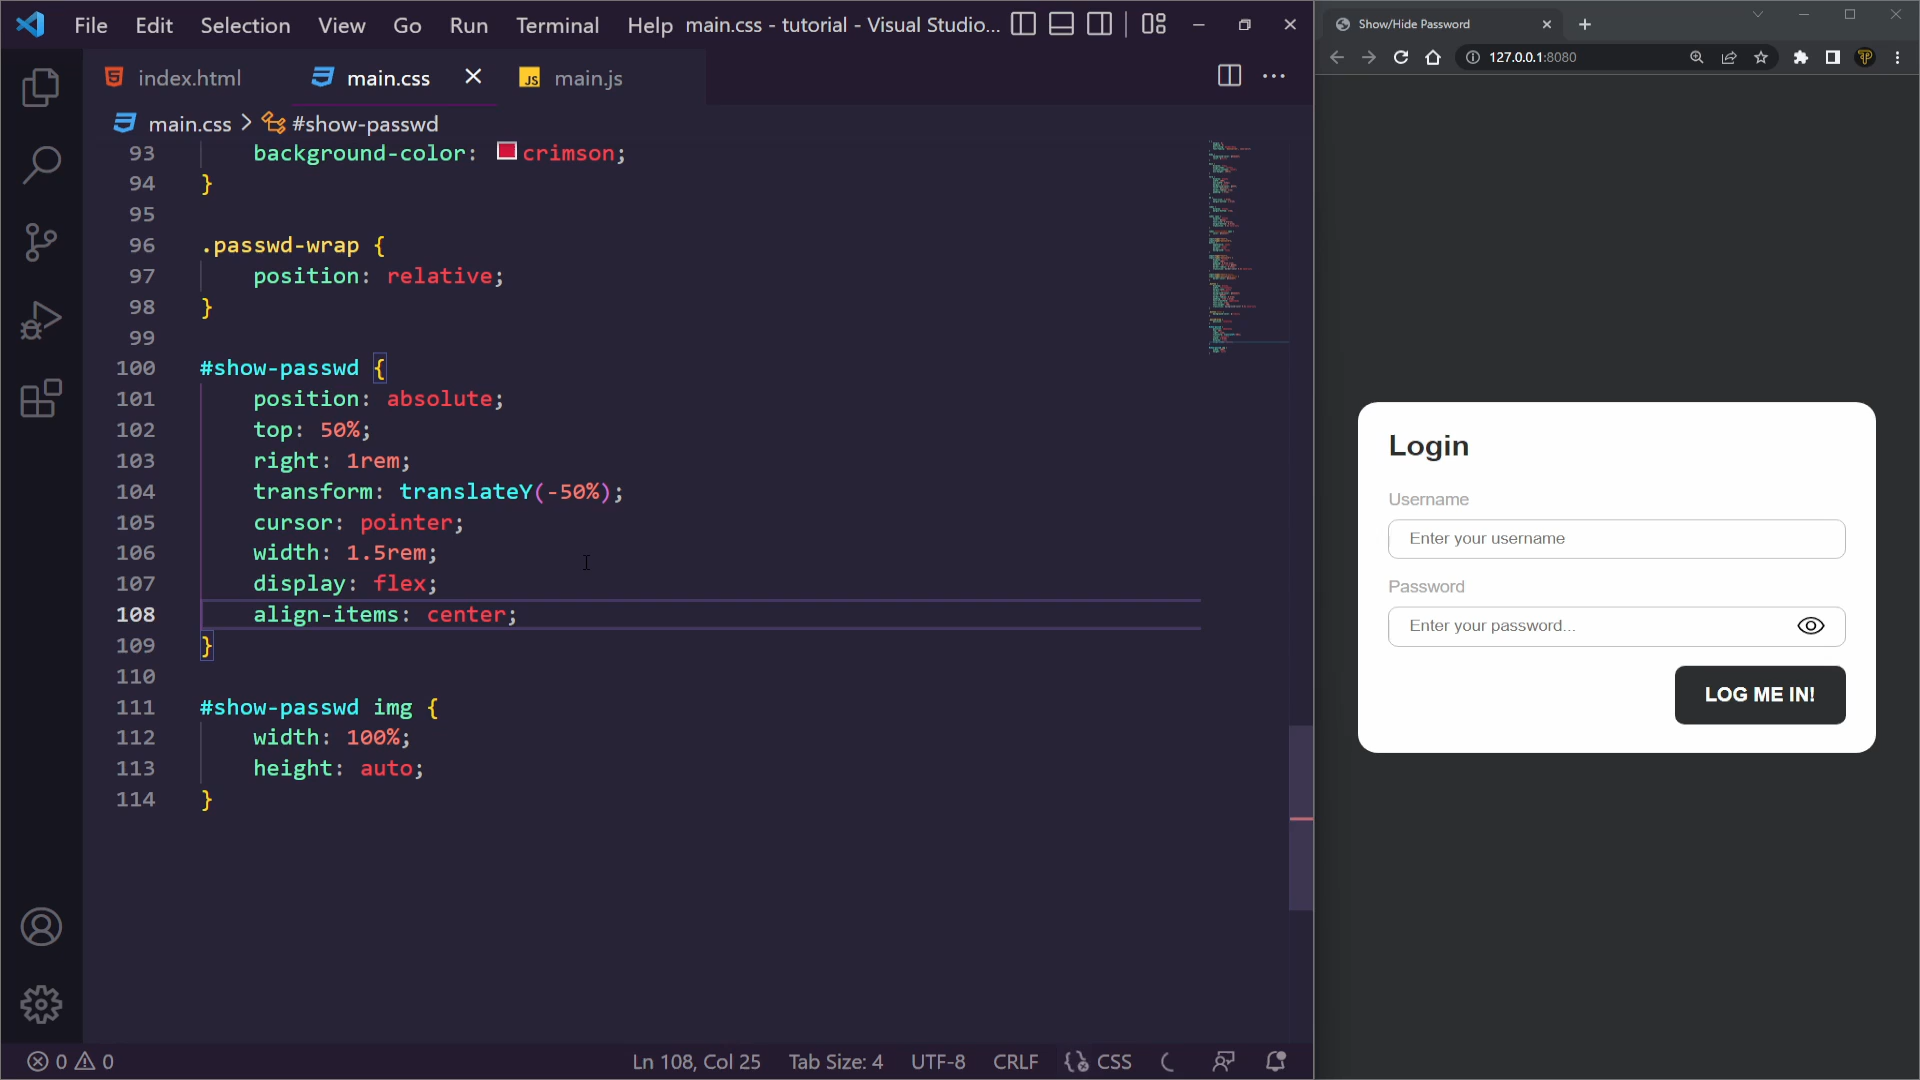 File Edit Selection View Go Run Terminal Help main.css - tutorial - Visual Studio...
index.html main.css JS main.js
main.css > #show-passwd
93 background-color: crimson;
94 }
95
96 .passwd-wrap {
97 position: relative;
98 }
99
100 #show-passwd {
101 position: absolute;
102 top: 50%;
103 right: 1rem;
104 transform: translateY(-50%);
105 cursor: pointer;
106 width: 1.5rem;
107 display: flex;
108 align-items: center;
109 }
110
111 #show-passwd img {
112 width: 100%;
113 height: auto;
114 }
0 0 Ln 108, Col 25 Tab Size: 4 UTF-8 CRLF CSS
Show/Hide Password
127.0.0.1:8080
Login
Username
Enter your username
Password
Enter your password...
LOG ME IN!